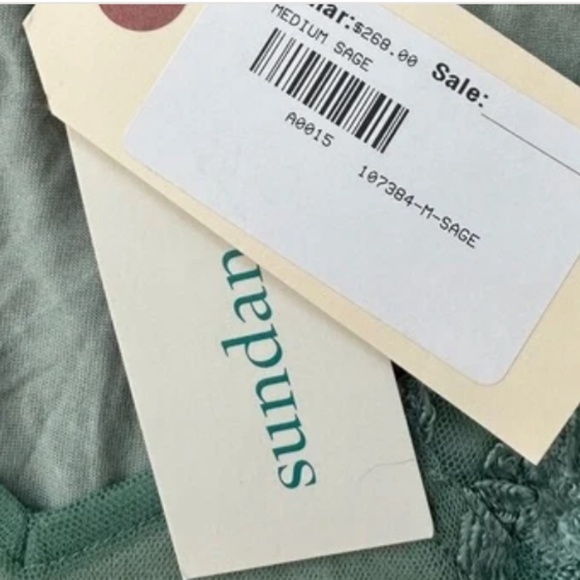 lar:$268.00
MEDIUM SAGE
Sale:
A0015
107384-M-SAGE
sundan